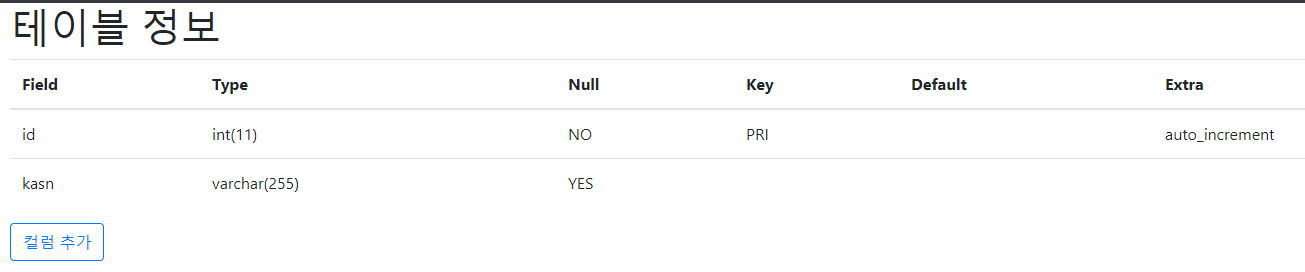 테이블 정보
Field Type Null Key Default Extra
id int(11) NO PRI auto_increment
kasn varchar(255) YES
컬럼 추가